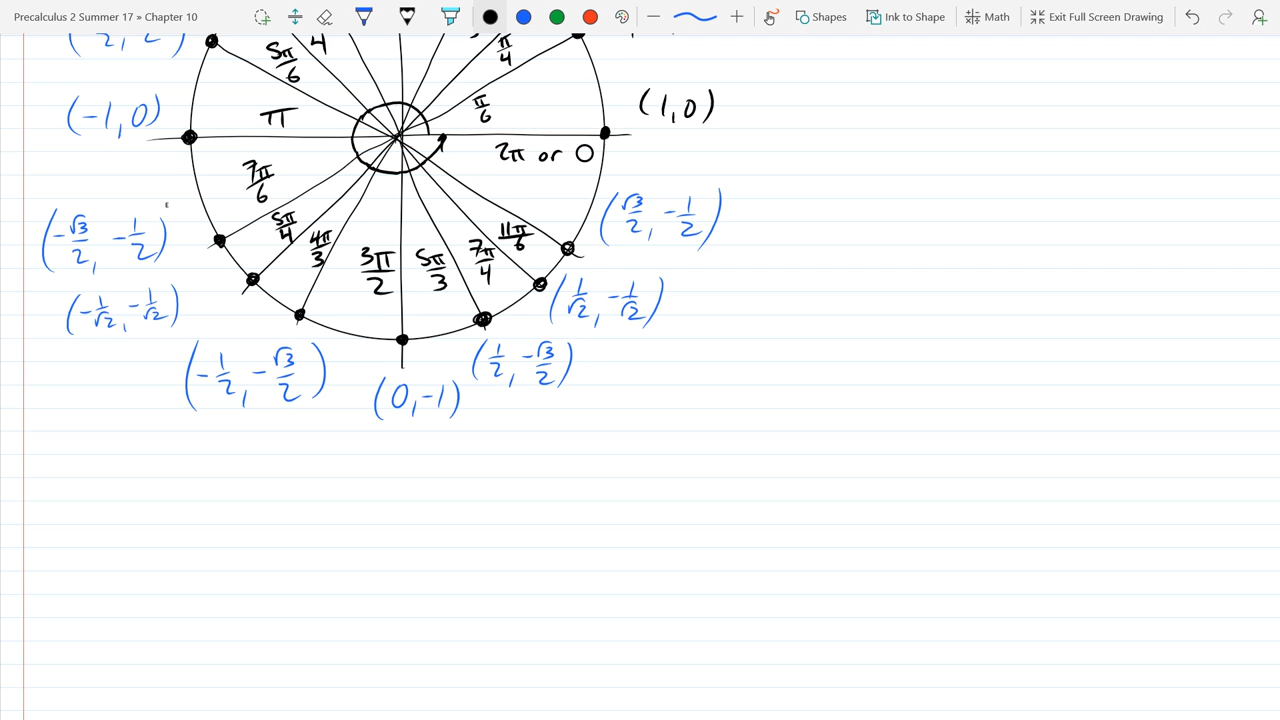 Precalculus 2 Summer 17 » Chapter 10
Shapes
Ink to Shape
Math
Exit Full Screen Drawing
5π/6
4
π/4
(-1, 0)
π
π/6
(1, 0)
2π or 0
7π/6
5π/4
4π/3
3π/2
5π/3
7π/4
11π/6
(-√3/2, -1/2)
(√3/2, -1/2)
(-1/√2, -1/√2)
(1/√2, -1/√2)
(-1/2, -√3/2)
(0, -1)
(1/2, -√3/2)